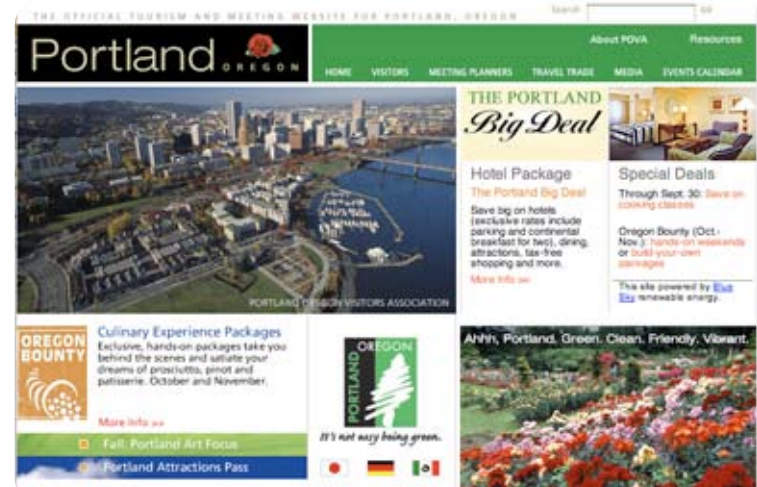 THE OFFICIAL TOURISM AND MEETING WEBSITE FOR PORTLAND, OREGON
Search
GO
Portland OREGON
About POVA
Resources
HOME
VISITORS
MEETING PLANNERS
TRAVEL TRADE
MEDIA
EVENTS CALENDAR
PORTLAND OREGON VISITORS ASSOCIATION
THE PORTLAND
Big Deal
Hotel Package
The Portland Big Deal
Save big on hotels
(exclusive rates include
parking and continental
breakfast for two), dining,
attractions, tax-free
shopping and more.
More Info »»
Special Deals
Through Sept. 30: Save on
cooking classes
Oregon Bounty (Oct.-
Nov.): hands-on weekends
or build-your-own
packages
This site powered by Blue
Sky renewable energy.
OREGON
BOUNTY
Culinary Experience Packages
Exclusive, hands-on packages take you
behind the scenes and satiate your
dreams of prosciutto, pinot and
patisserie. October and November.
More Info »»
Fall: Portland Art Focus
Portland Attractions Pass
PORTLAND
OREGON
It's not easy being green.
Ahhh, Portland. Green. Clean. Friendly. Vibrant.